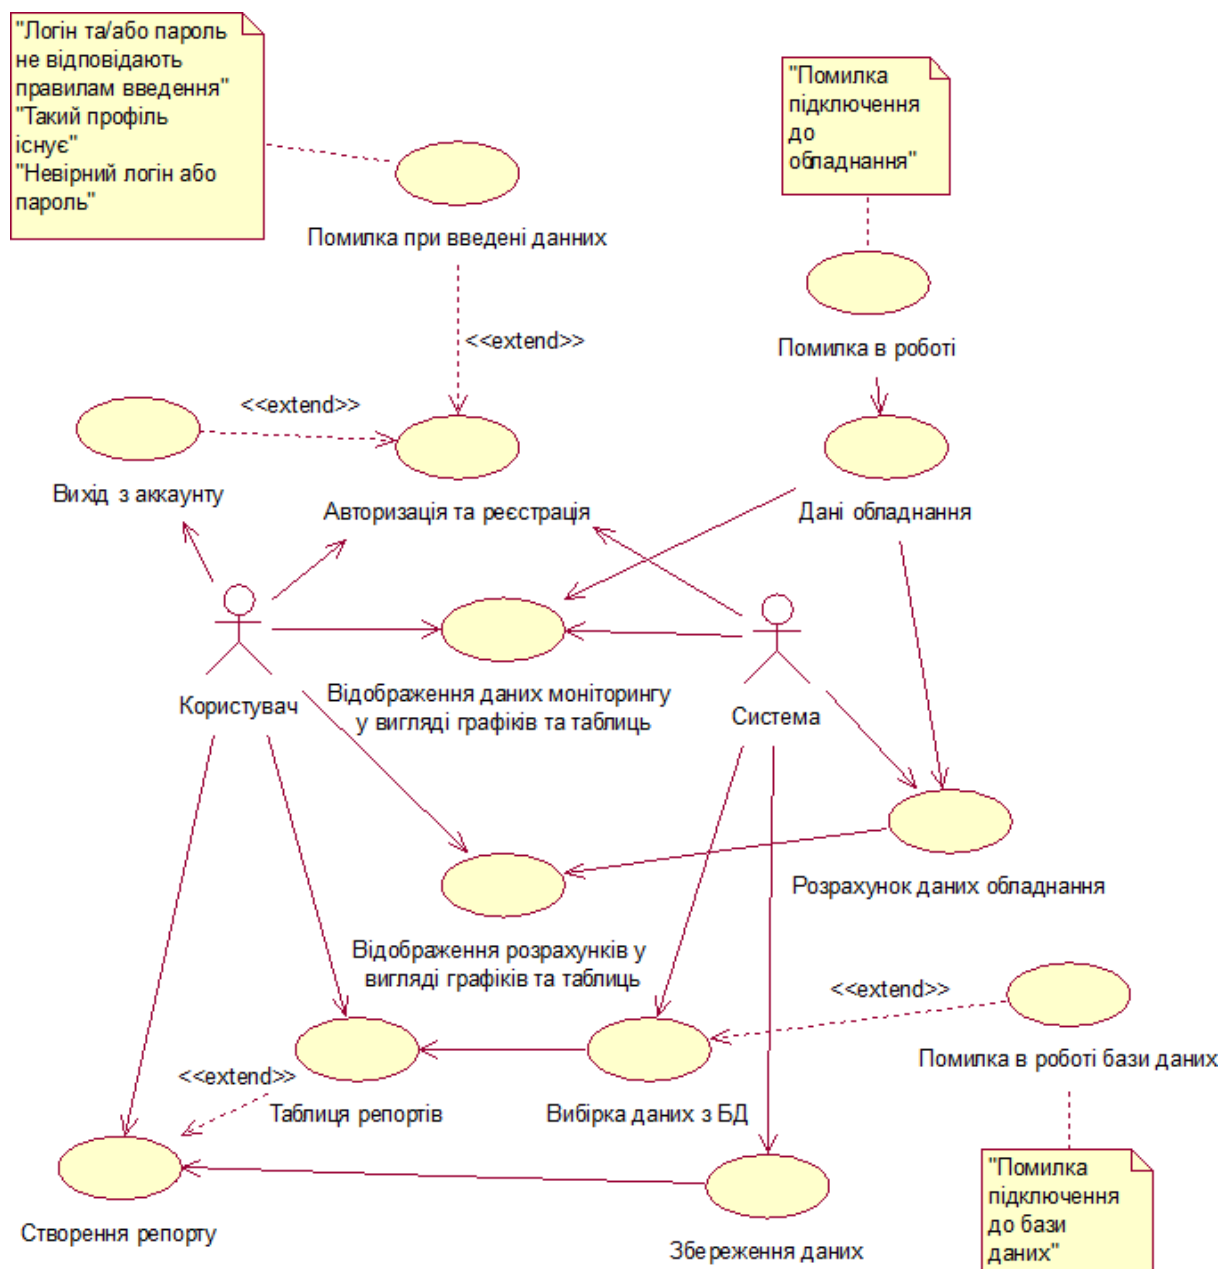 "Логін та/або пароль
не відповідають
правилам введення"
"Такий профіль
існує"
"Невірний логін або
пароль"
"Помилка
підключення
до
обладнання"
Помилка при введені данних
<<extend>>
Помилка в роботі
<<extend>>
Вихід з аккаунту
Авторизація та реєстрація
Дані обладнання
Користувач
Відображення даних моніторингу
у вигляді графіків та таблиць
Система
Розрахунок даних обладнання
Відображення розрахунків у
вигляді графіків та таблиць
<<extend>>
Помилка в роботі бази даних
<<extend>>
Таблиця репортів
Вибірка даних з БД
"Помилка
підключення
до бази
даних"
Створення репорту
Збереження даних